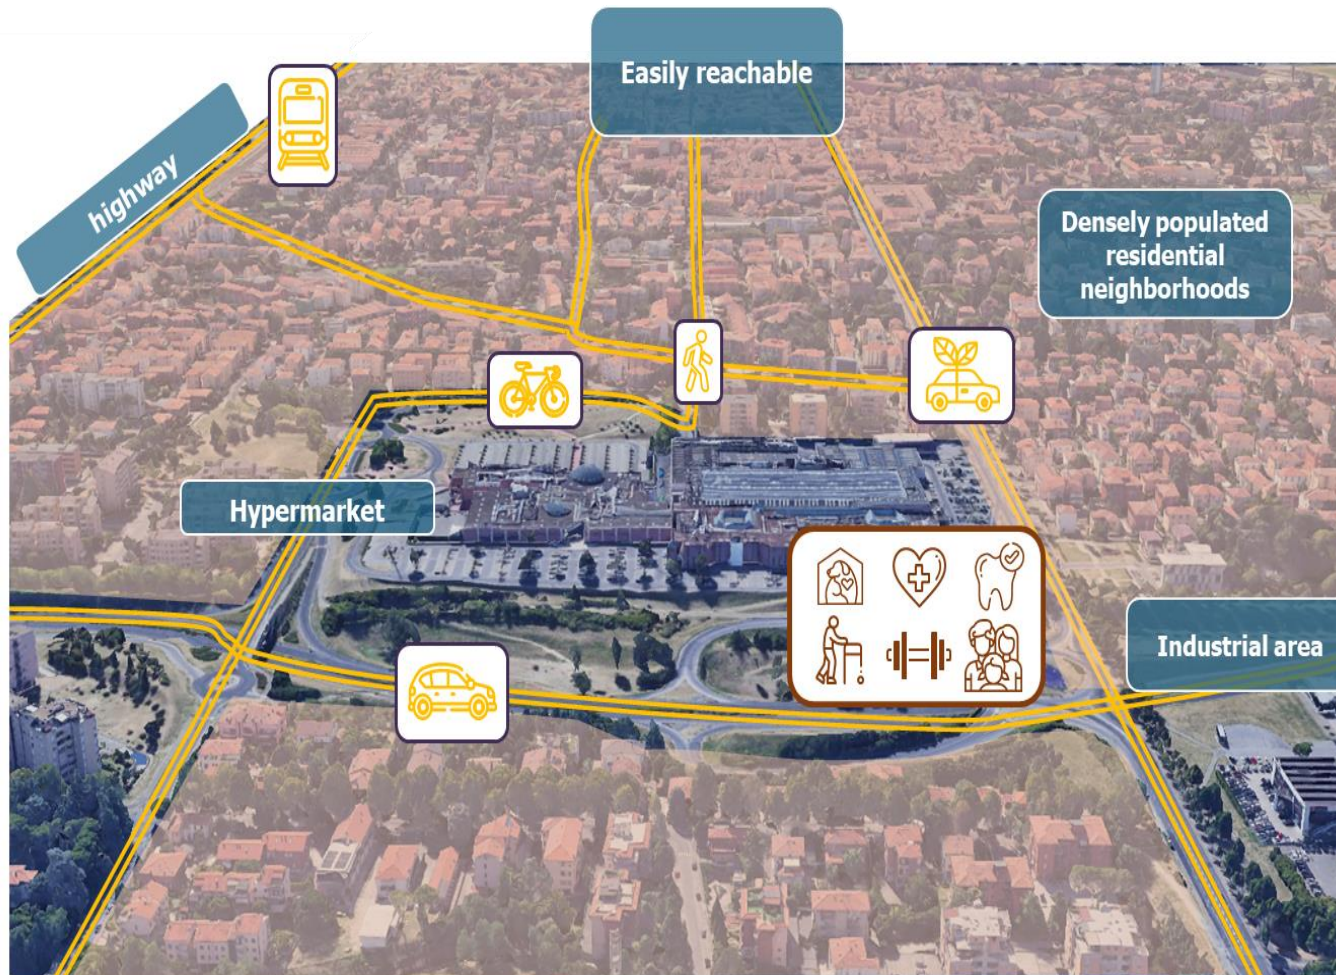 Easily reachable
highway
Densely populated
residential
neighborhoods
Hypermarket
Industrial area